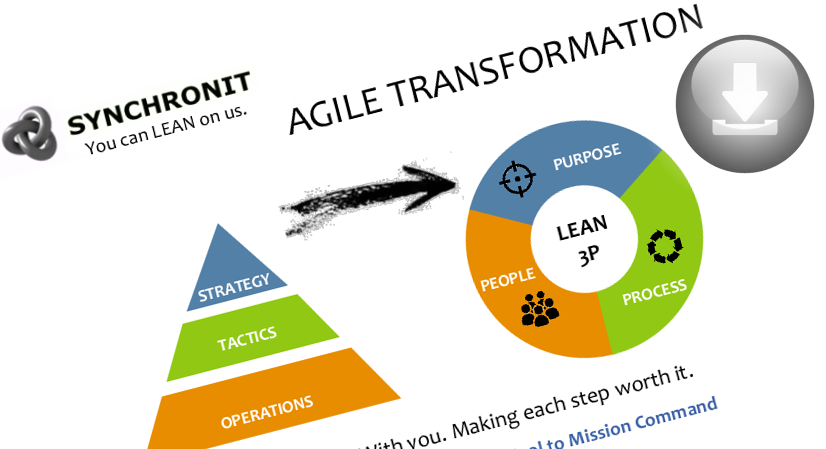 AGILE TRANSFORMATION
SYNCHRONIT
You can LEAN on us.
PURPOSE
LEAN
3P
PEOPLE
PROCESS
STRATEGY
TACTICS
OPERATIONS
With you. Making each step worth it.
to Mission Command